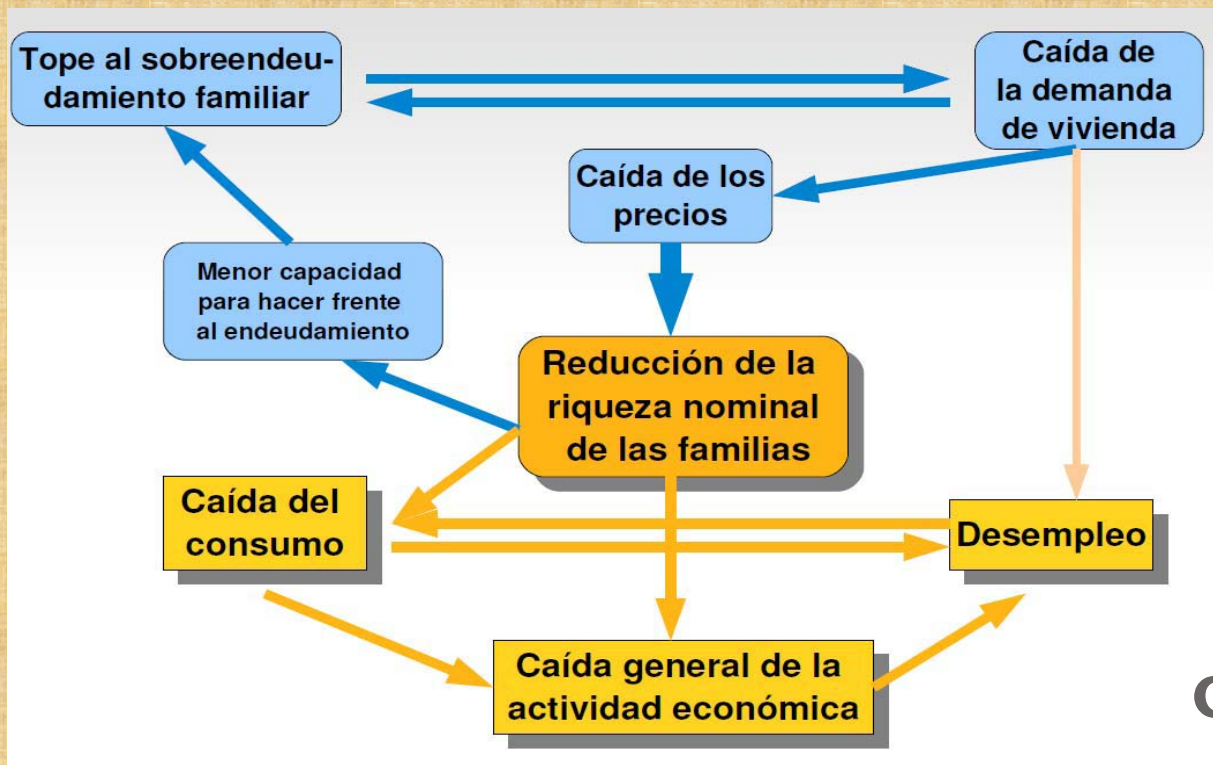 Tope al sobreendeu-
damiento familiar
Caída de
la demanda
de vivienda
Caída de los
precios
Menor capacidad
para hacer frente
al endeudamiento
Reducción de la
riqueza nominal
de las familias
Caída del
consumo
Desempleo
Caída general de la
actividad económica